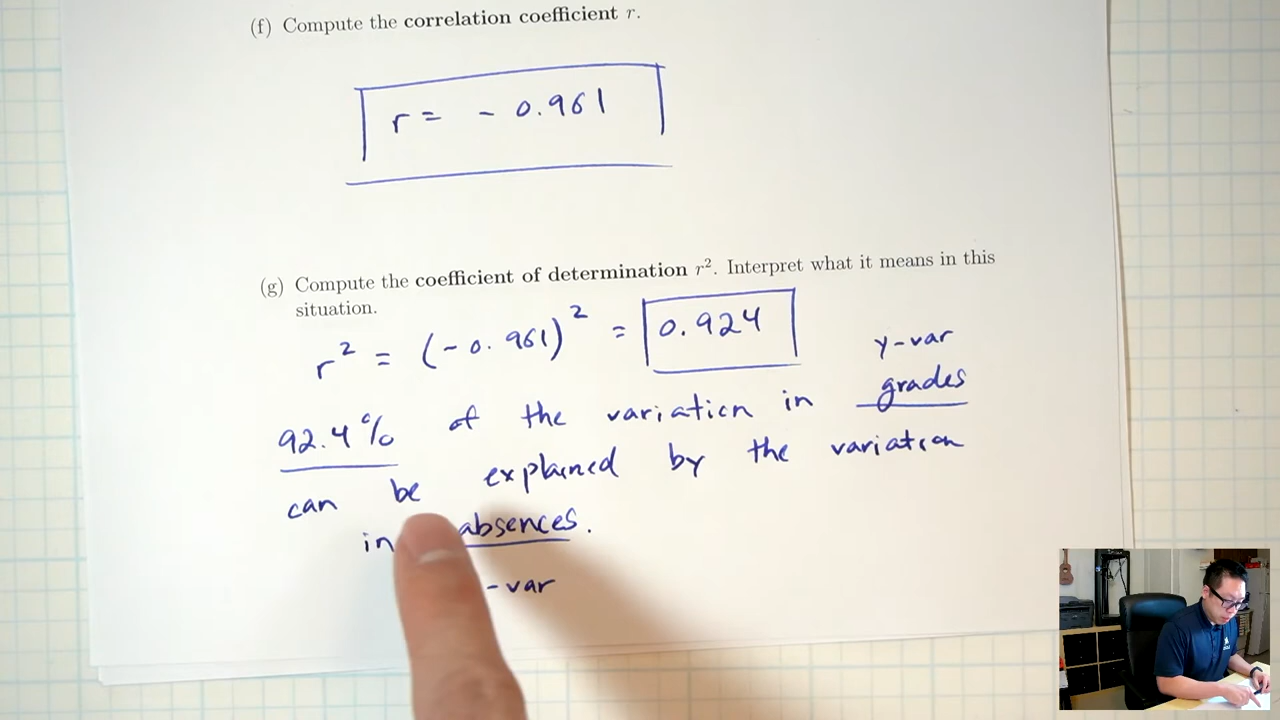 (f) Compute the correlation coefficient r.
r = - 0.961
(g) Compute the coefficient of determination r². Interpret what it means in this
situation.
r² = (-0.961)² = 0.924
y-var
92.4% of the variation in grades
can be explained by the variation
in absences.
-var